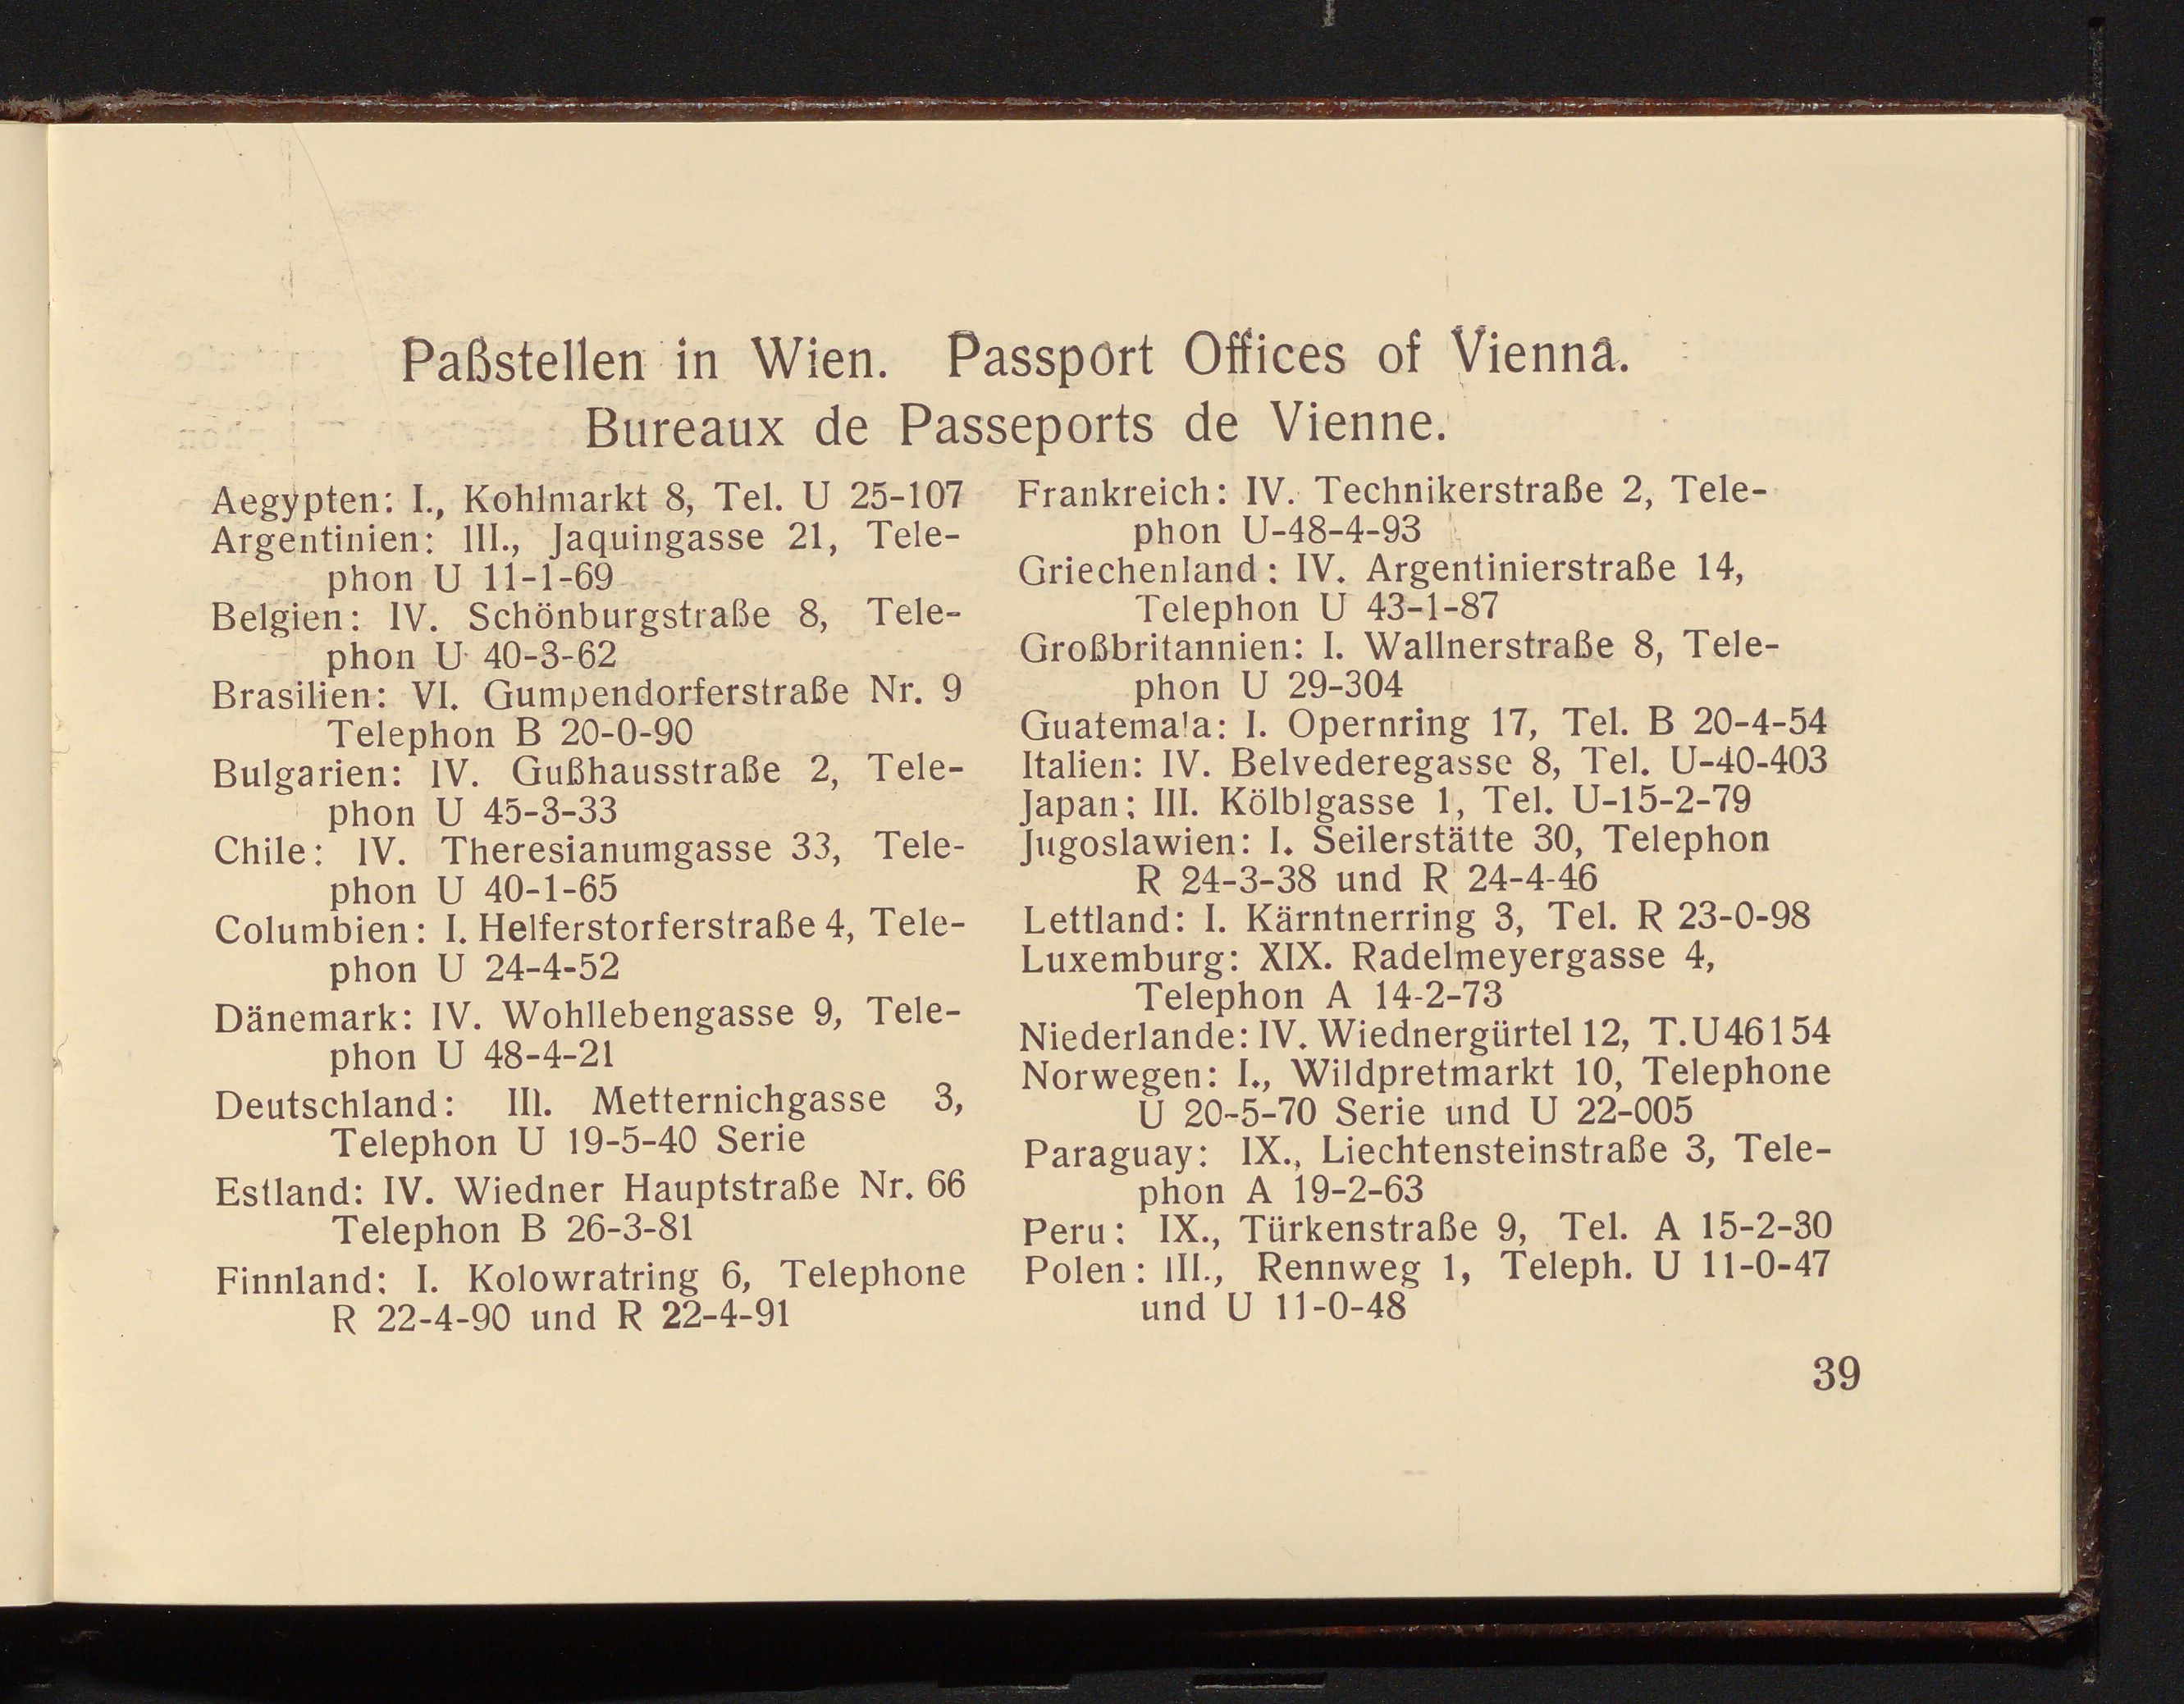 Paßstellen in Wien. Passport Offices of Vienna.
Bureaux de Passeports de Vienne.
Aegypten: I., Kohlmarkt 8, Tel. U 25-107
Argentinien: III., Jaquingasse 21, Tele-
phon U 11-1-69
Belgien: IV. Schönburgstraße 8, Tele-
phon U 40-3-62
Brasilien: VI. Gumpendorferstraße Nr. 9
Telephon B 20-0-90
Bulgarien: IV. Gußhausstraße 2, Tele-
phon U 45-3-33
Chile: IV. Theresianumgasse 33, Tele-
phon U 40-1-65
Columbien: I. Helferstorferstraße 4, Tele-
phon U 24-4-52
Dänemark: IV. Wohllebengasse 9, Tele-
phon U 48-4-21
Deutschland: III. Metternichgasse 3,
Telephon U 19-5-40 Serie
Estland: IV. Wiedner Hauptstraße Nr. 66
Telephon B 26-3-81
Finnland: I. Kolowratring 6, Telephone
R 22-4-90 und R 22-4-91
Frankreich: IV. Technikerstraße 2, Tele-
phon U-48-4-93
Griechenland: IV. Argentinierstraße 14,
Telephon U 43-1-87
Großbritannien: I. Wallnerstraße 8, Tele-
phon U 29-304
Guatemala: I. Opernring 17, Tel. B 20-4-54
Italien: IV. Belvederegasse 8, Tel. U-40-403
Japan: III. Kölblgasse 1, Tel. U-15-2-79
Jugoslawien: I. Seilerstätte 30, Telephon
R 24-3-38 und R 24-4-46
Lettland: I. Kärntnerring 3, Tel. R 23-0-98
Luxemburg: XIX. Radelmeyergasse 4,
Telephon A 14-2-73
Niederlande: IV. Wiednergürtel 12, T. U 46154
Norwegen: I., Wildpretmarkt 10, Telephone
U 20-5-70 Serie und U 22-005
Paraguay: IX., Liechtensteinstraße 3, Tele-
phon A 19-2-63
Peru: IX., Türkenstraße 9, Tel. A 15-2-30
Polen: III., Rennweg 1, Teleph. U 11-0-47
und U 11-0-48
39